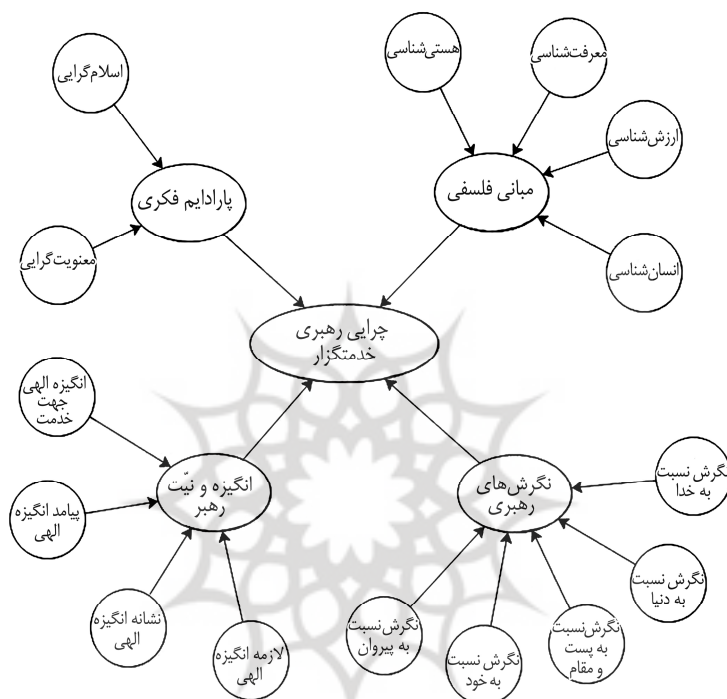 هستی‌شناسی
معرفت‌شناسی
اسلام‌گرایی
ارزش‌شناسی
پارادایم فکری
مبانی فلسفی
معنویت‌گرایی
انسان‌شناسی
چرایی رهبری
خدمتگزار
انگیزه الهی
جهت
خدمت
انگیزه و نیّت
رهبر
نگرش‌های
رهبری
نگرش نسبت
به خدا
پیامد انگیزه
الهی
نگرش نسبت
به دنیا
نشانه انگیزه
الهی
لازمه انگیزه
الهی
نگرش نسبت
به پیروان
نگرش نسبت
به خود
نگرش نسبت
به پست
و مقام